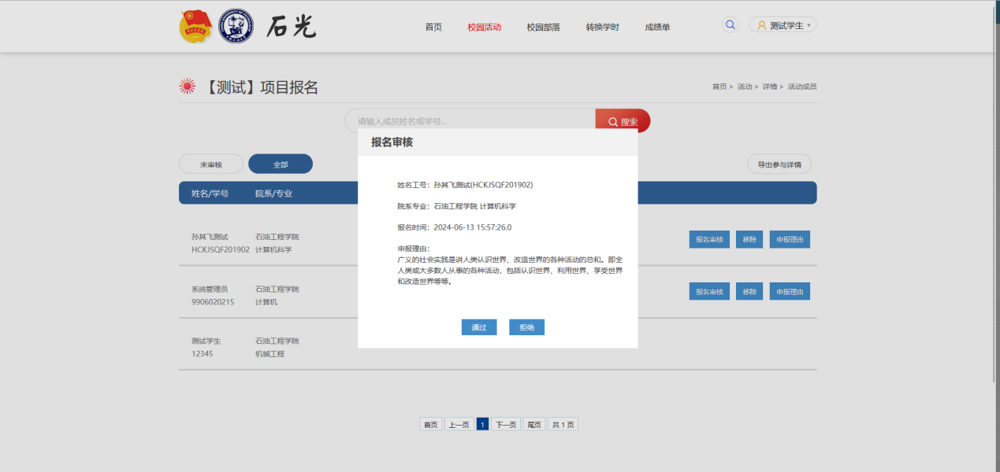 石光
首页
校园活动
校园部落
转换学时
成绩单
测试学生
【测试】项目报名
首页 > 活动 > 详情 > 活动成员
请输入成员姓名或学号...
搜索
报名审核
未审核
全部
导出参与详情
姓名/学号
院系/专业
姓名工号：孙其飞测试(HCKJSQF201902)
院系专业：石油工程学院 计算机科学
报名时间：2024-06-13 15:57:26.0
申报理由：
广义的社会实践是讲人类认识世界、改造世界的各种活动的总和。即全
人类或大多数人从事的各种活动，包括认识世界、利用世界、享受世界
和改造世界等等。
通过
拒绝
孙其飞测试
石油工程学院
HCKJSQF201902
计算机科学
报名审核
移除
申报理由
系统管理员
石油工程学院
9906020215
计算机
报名审核
移除
申报理由
测试学生
石油工程学院
12345
机械工程
首页
上一页
1
下一页
尾页
共 1 页